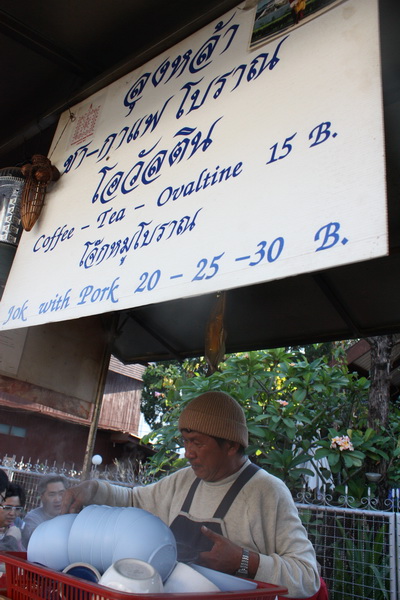 ลุงหล้า
ชา-กาแฟ โบราณ
โอวัลติน
Coffee - Tea - Ovaltine 15 B.
โจ๊กหมูโบราณ
Jok with Pork 20 - 25 - 30 B.